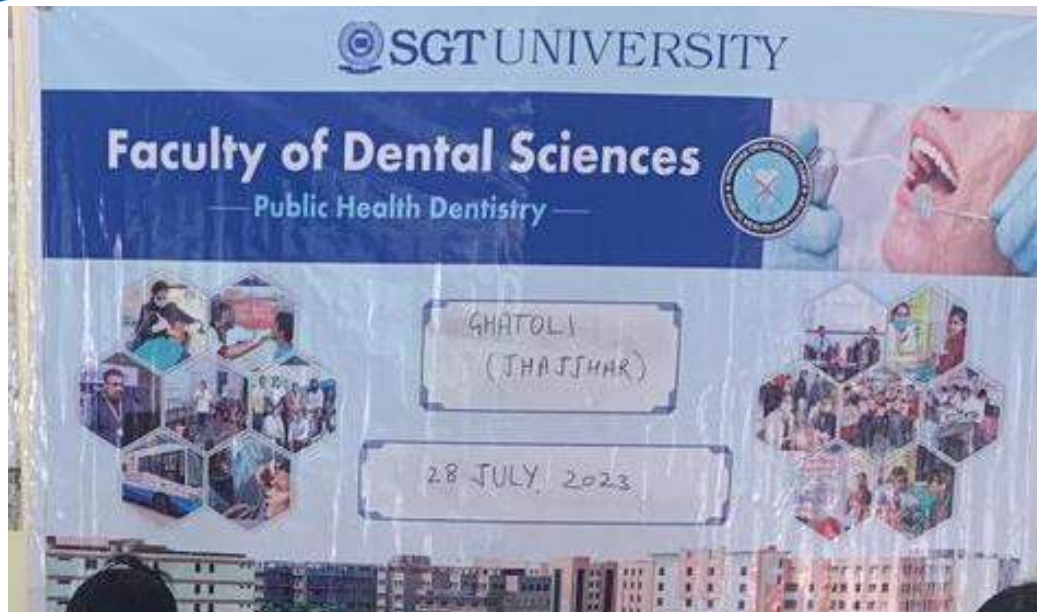 SGT UNIVERSITY
Faculty of Dental Sciences
Public Health Dentistry
GHATOLI
(JHAJJHAR)
28 JULY, 2023